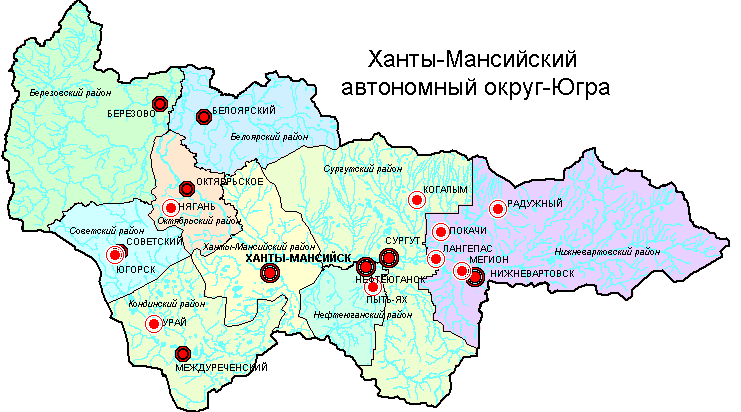 Ханты-Мансийский
автономный округ-Югра
Березовский район
БЕРЕЗОВО
БЕЛОЯРСКИЙ
Белоярский район
Сургутский район
ОКТЯБРЬСКОЕ
КОГАЛЫМ
РАДУЖНЫЙ
НЯГАНЬ
Октябрьский район
Советский район
СОВЕТСКИЙ
ЮГОРСК
Ханты-Мансийский район
ХАНТЫ-МАНСИЙСК
СУРГУТ
ПОКАЧИ
ЛАНГЕПАС
МЕГИОН
Нижневартовский район
НИЖНЕВАРТОВСК
НЕФТЕЮГАНСК
ПЫТЬ-ЯХ
Нефтеюганский район
Кондинский район
УРАЙ
МЕЖДУРЕЧЕНСКИЙ